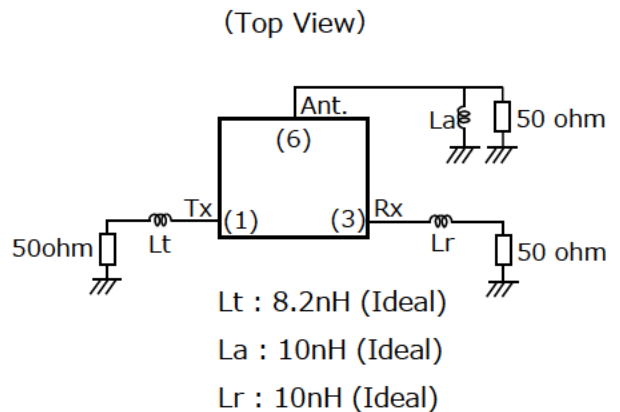 (Top View)
Ant.
(6)
La
50 ohm
Tx
(1)
(3)
Rx
50ohm
Lt
Lr
50 ohm
Lt : 8.2nH (Ideal)
La : 10nH (Ideal)
Lr : 10nH (Ideal)